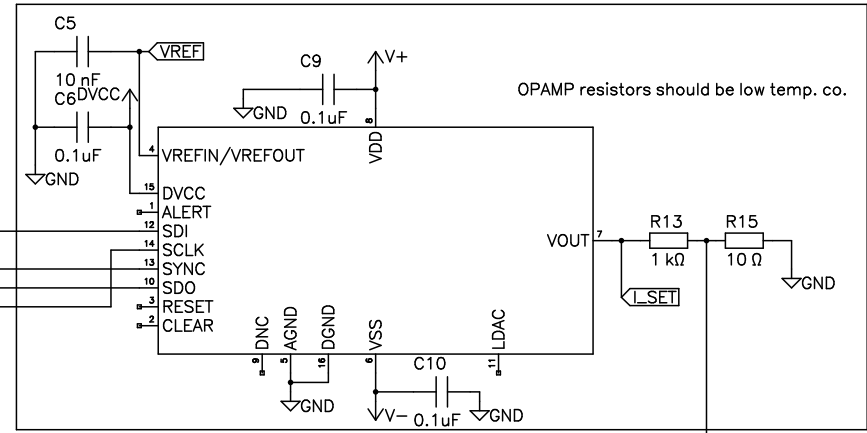 C5
VREF
10 nF
C9
V+
C6
DVCC
OPAMP resistors should be low temp. co.
GND
0.1uF
8
0.1uF
4
VREFIN/VREFOUT
VDD
GND
15
DVCC
1
ALERT
R13
R15
12
SDI
VOUT
7
14
SCLK
1 kΩ
10 Ω
13
SYNC
GND
10
SDO
I_SET
3
RESET
2
CLEAR
DNC
AGND
DGND
VSS
LDAC
9
5
16
6
11
C10
GND
V-
0.1uF
GND